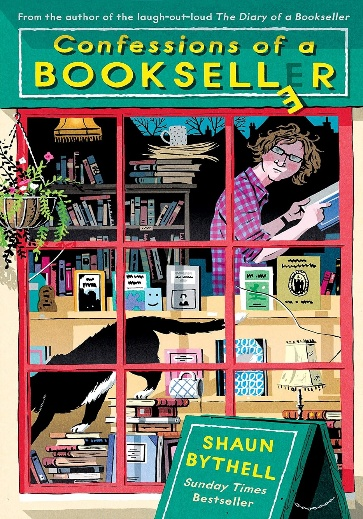 From the author of the laugh-out-loud The Diary of a Bookseller
Confessions of a
BOOKSELLER
SHAUN
BYTHELL
Sunday Times
Bestseller